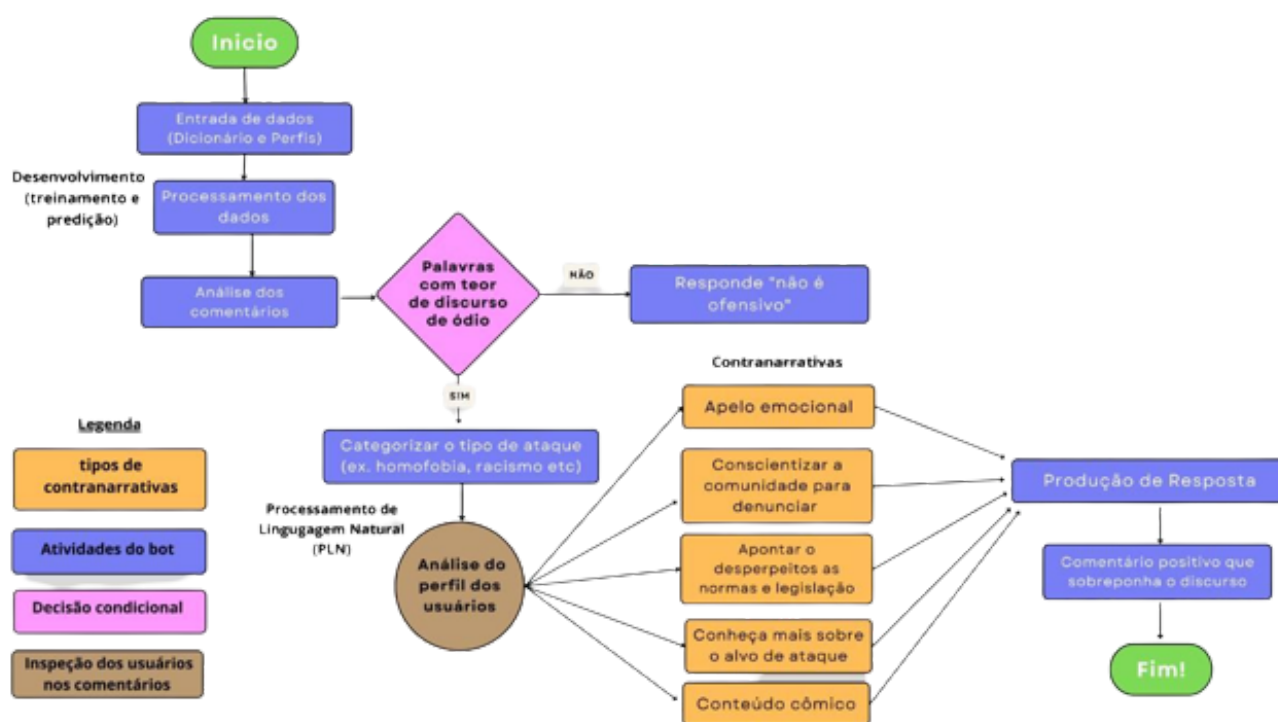 Inicio
Entrada de dados
(Dicionário e Perfis)
Desenvolvimento
(treinamento e
predição)
Processamento dos
dados
Análise dos
comentários
Palavras
com teor
de discurso
de ódio
NÃO
Responde "não é
ofensivo"
SIM
Categorizar o tipo de ataque
(ex. homofobia, racismo etc)
Processamento de
Lingugagem Natural
(PLN)
Análise do
perfil dos
usuários
Contranarrativas
Apelo emocional
Conscientizar a
comunidade para
denunciar
Apontar o
desperpeitos as
normas e legislação
Conheça mais sobre
o alvo de ataque
Conteúdo cômico
Produção de Resposta
Comentário positivo que
sobreponha o discurso
Fim!
Legenda
tipos de
contranarrativas
Atividades do bot
Decisão condicional
Inspeção dos usuários
nos comentários